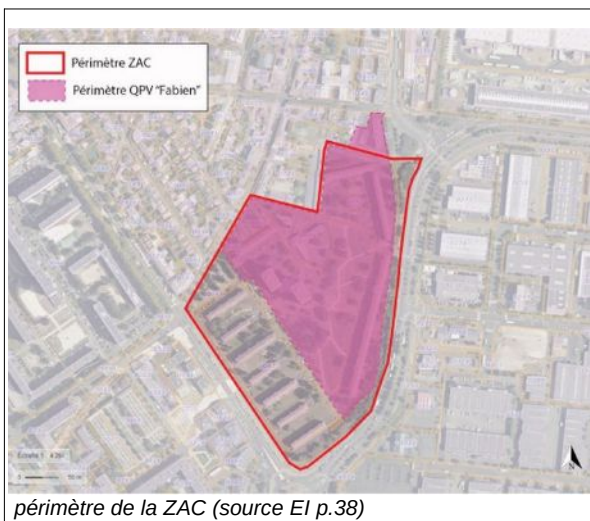 Périmètre ZAC
Périmètre QPV "Fabien"
N
périmètre de la ZAC (source EI p.38)